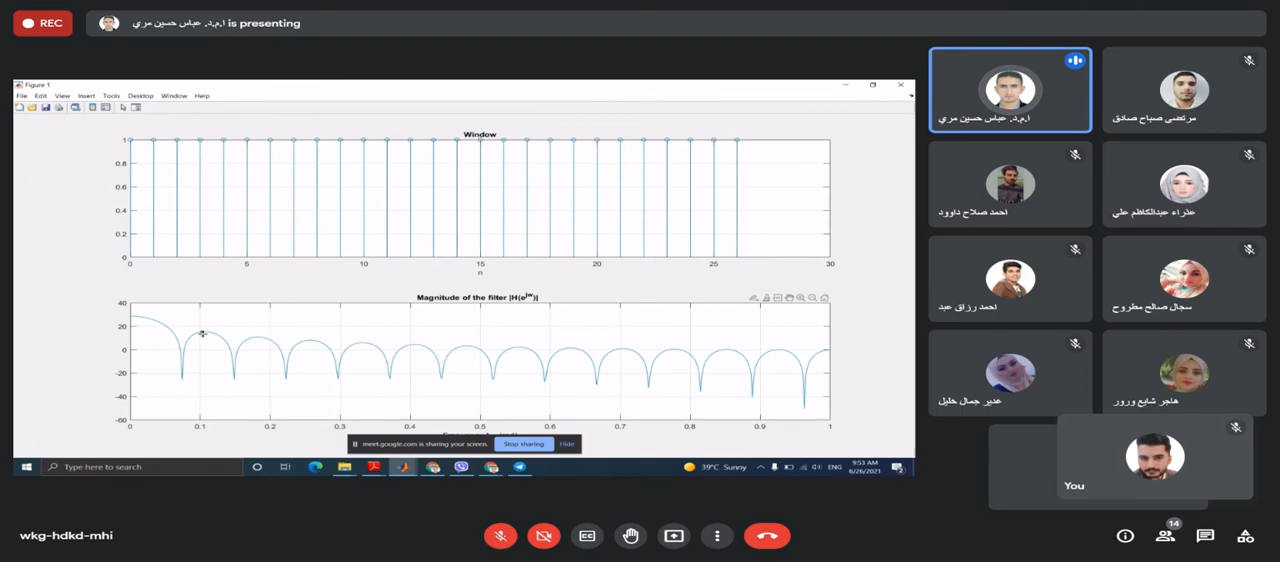 REC
ا.م.د. عباس حسين مري is presenting
Figure 1
File Edit View Insert Tools Desktop Window Help
Window
1
0.8
0.6
0.4
0.2
0
0 5 10 15 20 25 30
n
Magnitude of the filter |H(e^jw)|
40
20
0
-20
-40
-60
0 0.1 0.2 0.3 0.4 0.5 0.6 0.7 0.8 0.9 1
meet.google.com is sharing your screen.
Stop sharing
Hide
Type here to search
39°C Sunny
ENG
9:53 AM
6/26/2021
2
ا.م.د. عباس حسين مري
مرتضى صباح صادق
احمد صلاح داوود
عذراء عبدالكاظم علي
احمد رزاق عبد
سجال صالح مطروح
غدير جمال خليل
هاجر شايع ورور
You
wkg-hdkd-mhi
CC
14